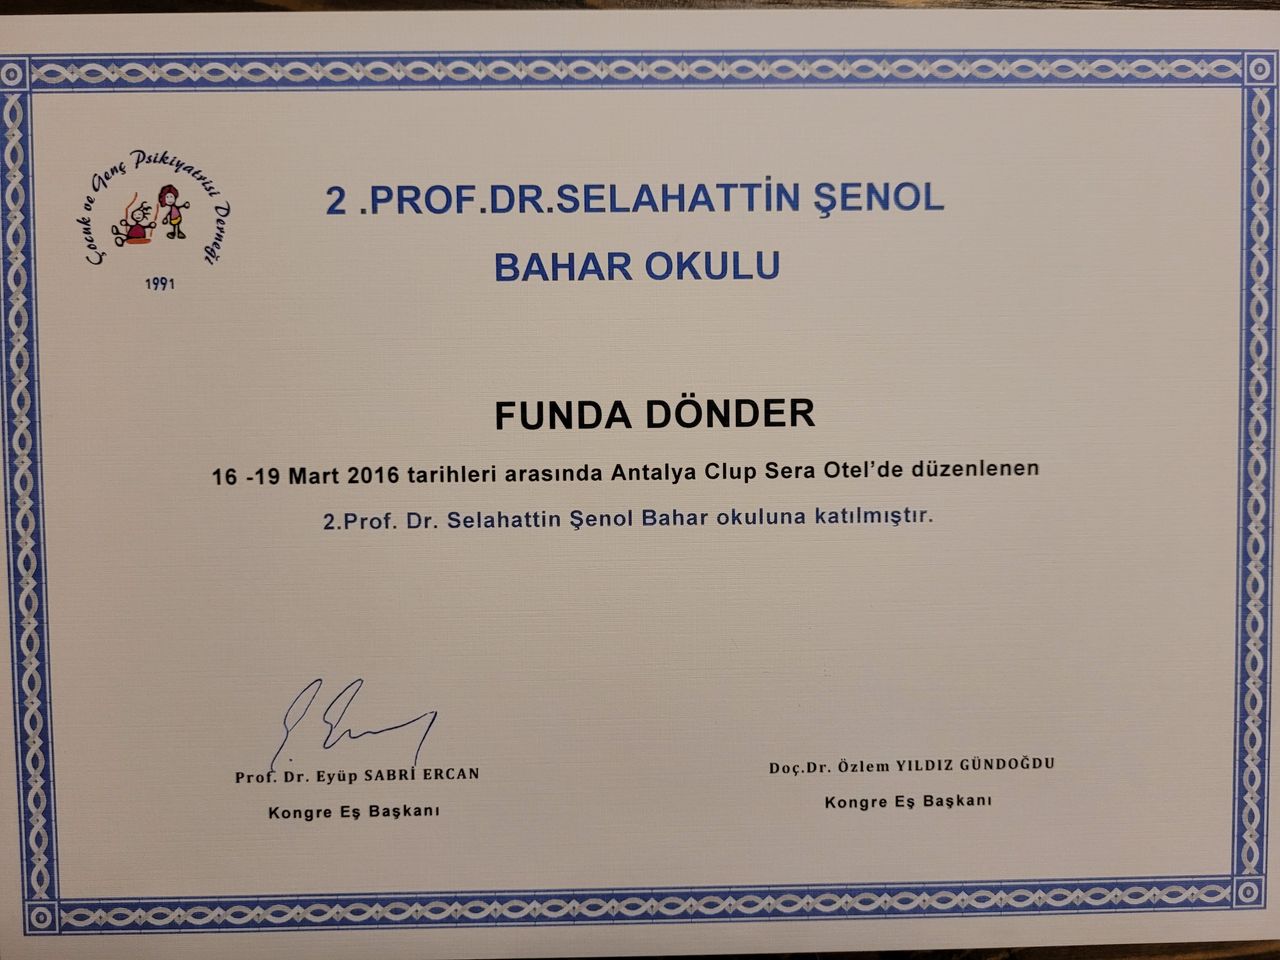 Çocuk ve Genç Psikiyatrisi Derneği
1991
2 .PROF.DR.SELAHATTİN ŞENOL
BAHAR OKULU
FUNDA DÖNDER
16 -19 Mart 2016 tarihleri arasında Antalya Clup Sera Otel’de düzenlenen
2.Prof. Dr. Selahattin Şenol Bahar okuluna katılmıştır.
Prof. Dr. Eyüp SABRİ ERCAN
Kongre Eş Başkanı
Doç.Dr. Özlem YILDIZ GÜNDOĞDU
Kongre Eş Başkanı